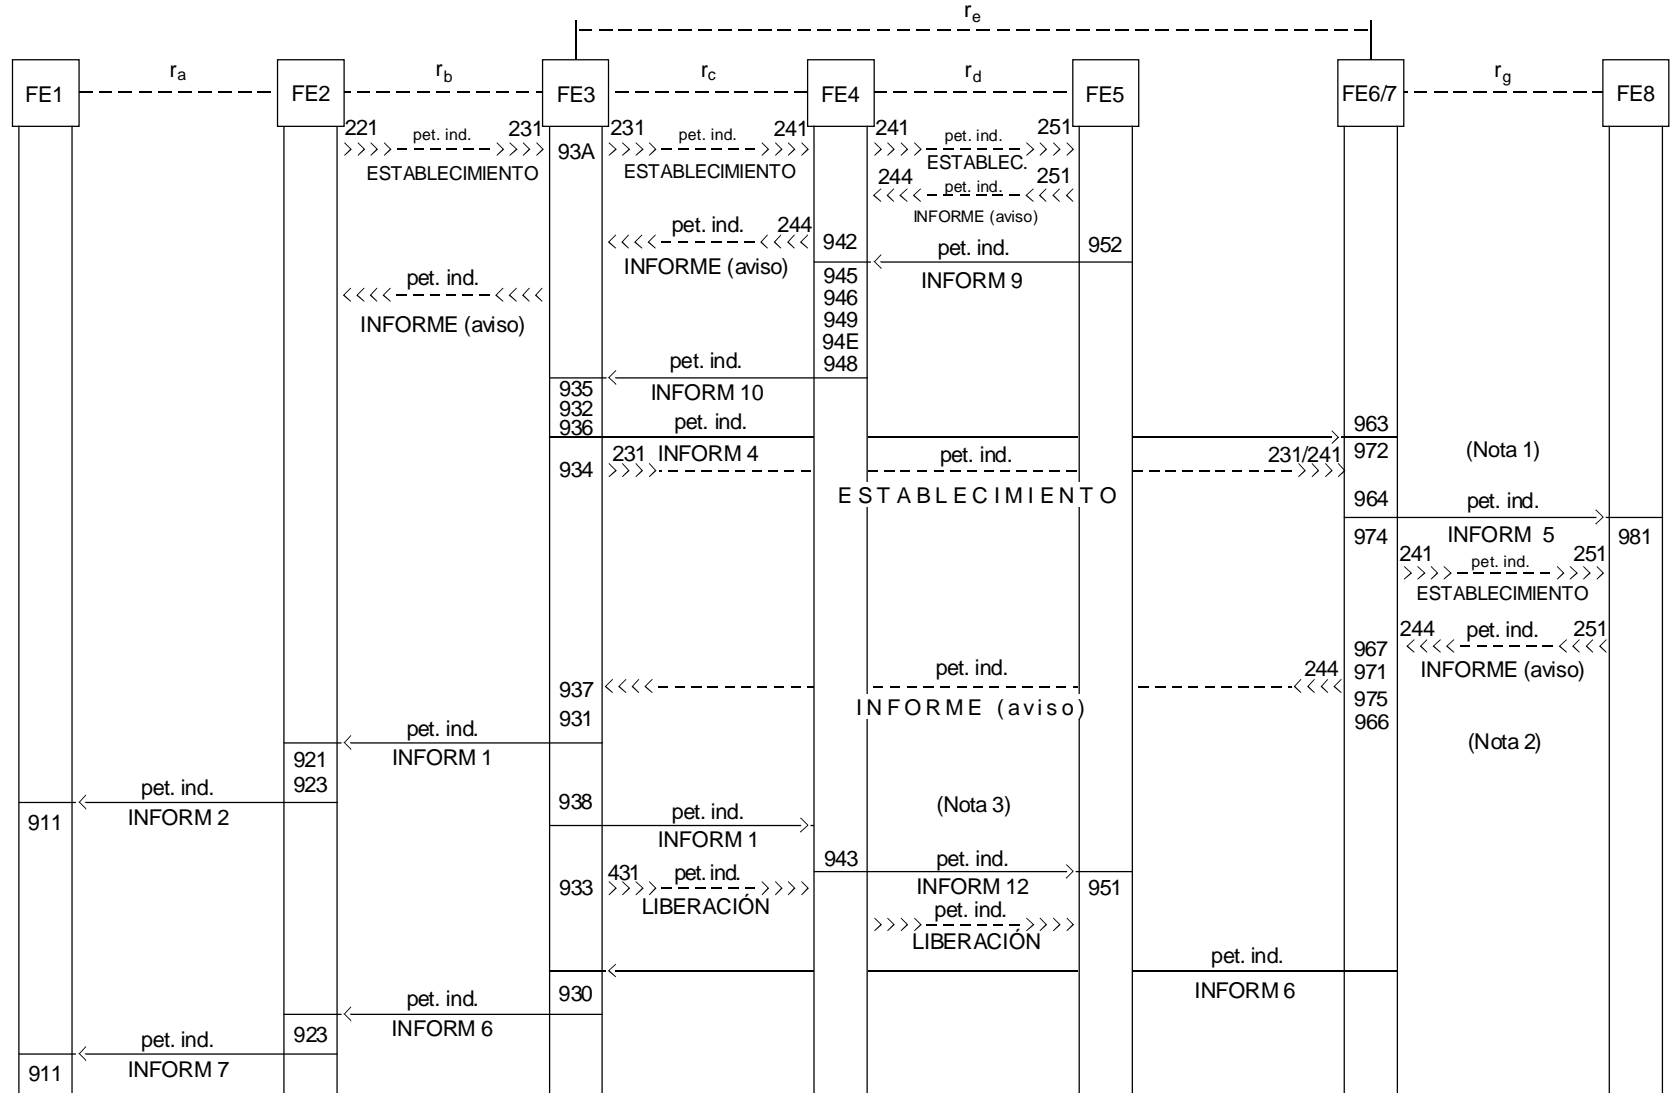 re
ra rb rc rd rg
FE1 FE2 FE3 FE4 FE5 FE6/7 FE8
221 pet. ind. 231 231 pet. ind. 241 241 pet. ind. 251
93A
ESTABLECIMIENTO ESTABLECIMIENTO ESTABLEC.
244 pet. ind. 251
INFORME (aviso)
pet. ind. 244 942 952
pet. ind.
INFORME (aviso)
INFORM 9
945
pet. ind.
946
INFORME (aviso)
949
94E
pet. ind. 948
935 INFORM 10
932
936 pet. ind. 963
INFORM 4
972 (Nota 1)
934 231 pet. ind. 231/241
ESTABLECIMIENTO
964 pet. ind.
974 INFORM 5 981
241 pet. ind. 251
ESTABLECIMIENTO
244 pet. ind. 251
967
pet. ind. 244 971 INFORME (aviso)
937
INFORME (aviso)
975
931 966
pet. ind. (Nota 2)
INFORM 1
921
923
pet. ind. 938 (Nota 3)
INFORM 2
911 pet. ind.
INFORM 1
943 pet. ind.
933 431 pet. ind. INFORM 12 951
LIBERACIÓN
pet. ind.
LIBERACIÓN
pet. ind.
930 INFORM 6
pet. ind.
INFORM 6
923
pet. ind.
911 INFORM 7